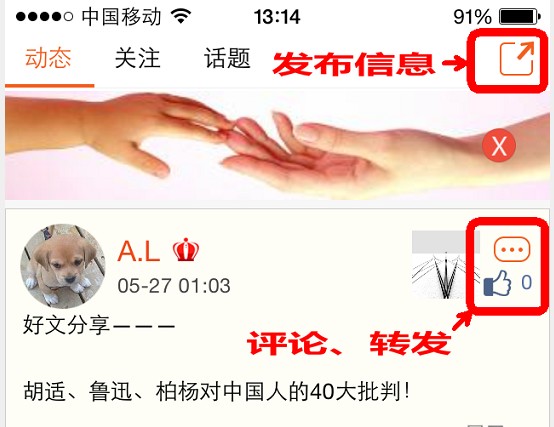 中国移动 13:14 91%
动态 关注 话题 发布信息
X
A.L
05-27 01:03
0
好文分享———
评论、转发
胡适、鲁迅、柏杨对中国人的40大批判!